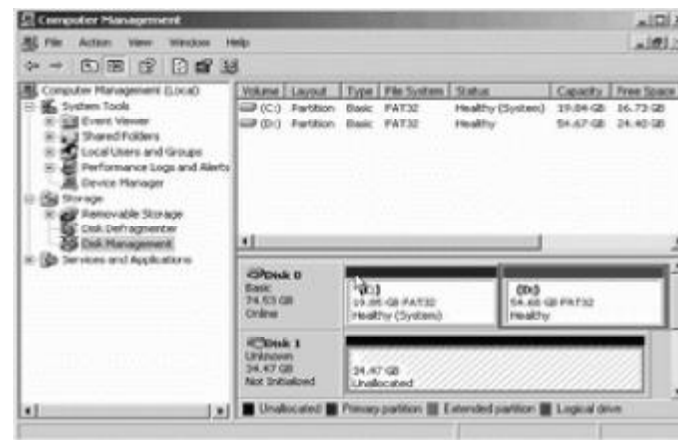 Computer Management
File Action View Window Help
Computer Management (Local)
System Tools
Event Viewer
Shared Folders
Local Users and Groups
Performance Logs and Alerts
Device Manager
Storage
Removable Storage
Disk Defragmenter
Disk Management
Services and Applications
Volume Layout Type File System Status Capacity Free Space
(C:) Partition Basic FAT32 Healthy (System) 19.84 GB 16.73 GB
(D:) Partition Basic FAT32 Healthy 54.67 GB 24.40 GB
Disk 0
Basic
74.53 GB
Online
19.85 GB FAT32
Healthy (System)
(D:)
54.68 GB FAT32
Healthy
Disk 1
Unknown
34.47 GB
Not Initialized
34.47 GB
Unallocated
Unallocated Primary partition Extended partition Logical drive